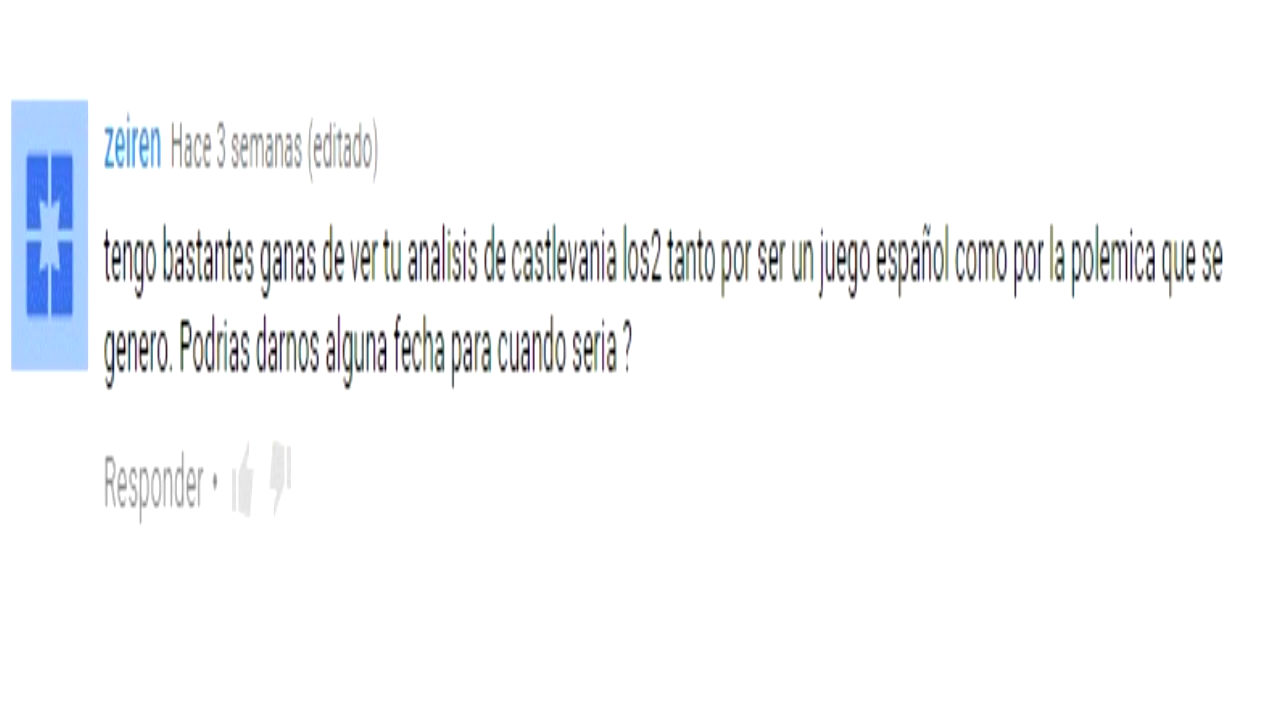 zeiren Hace 3 semanas (editado)
tengo bastantes ganas de ver tu analisis de castlevania los2 tanto por ser un juego español como por la polemica que se
genero. Podrias darnos alguna fecha para cuando seria ?
Responder •